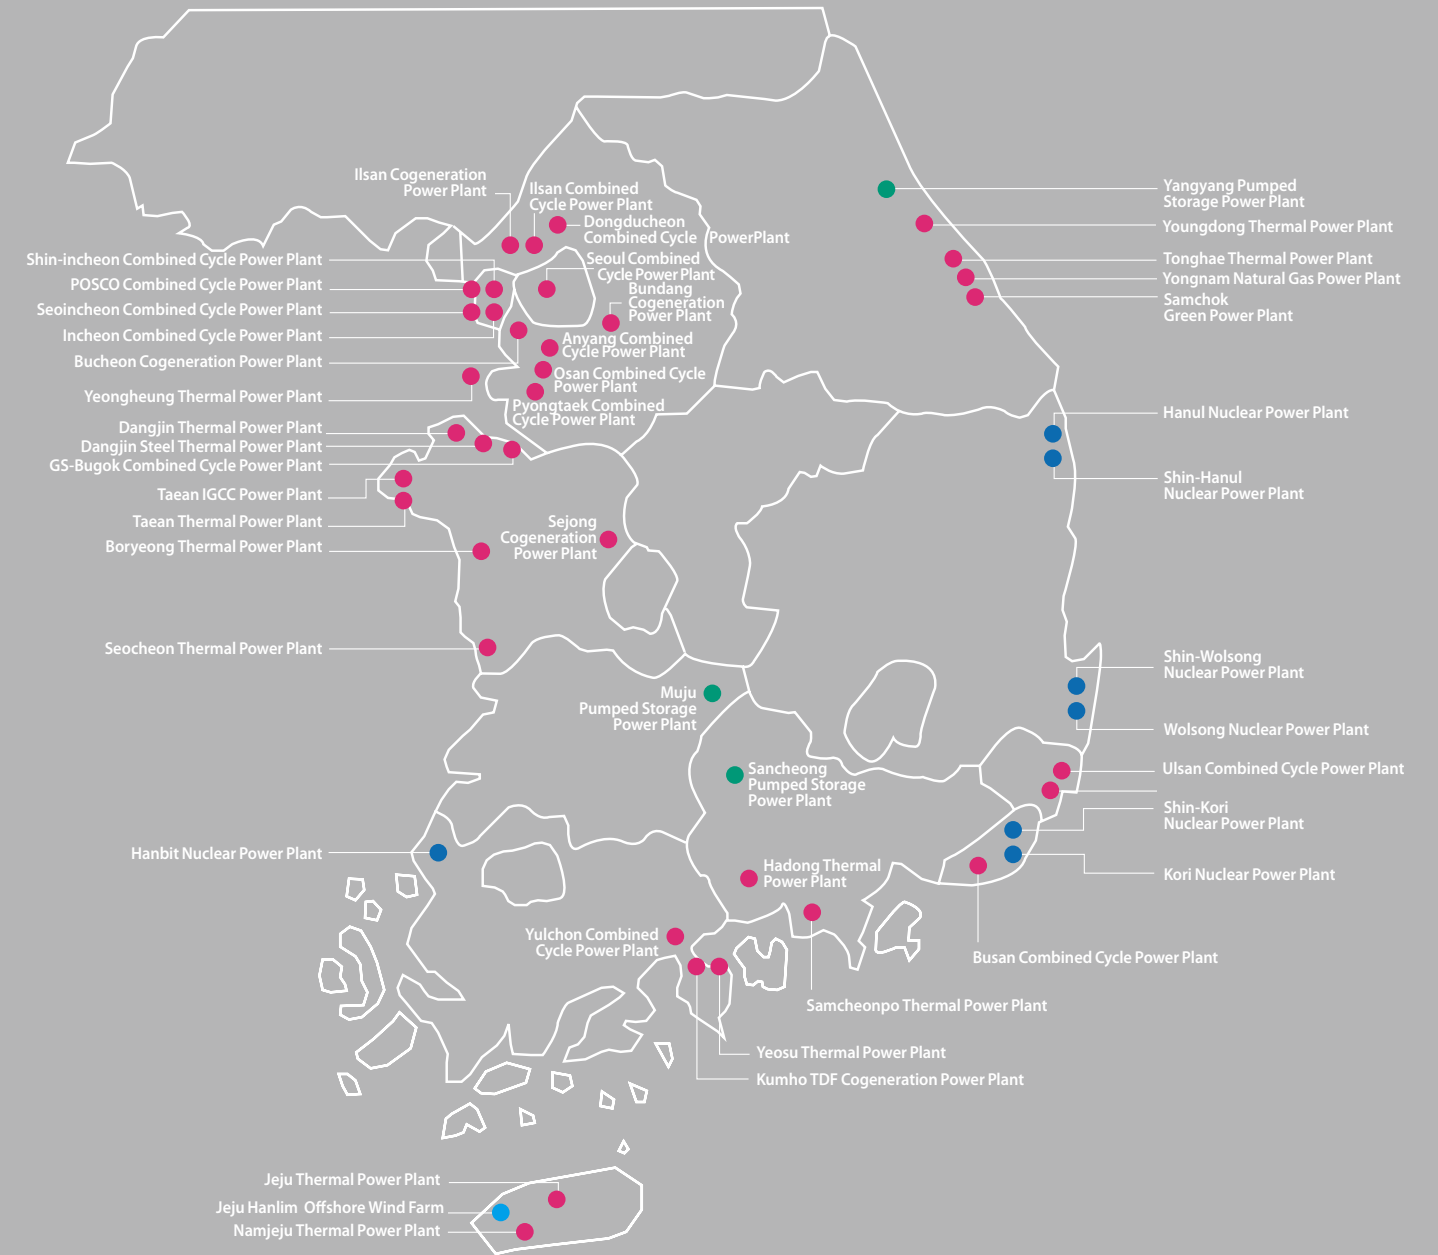 Ilsan Cogeneration
Power Plant
Ilsan Combined
Cycle Power Plant
Dongducheon
Combined Cycle PowerPlant
Seoul Combined
Cycle Power Plant
Bundang
Cogeneration
Power Plant
Anyang Combined
Cycle Power Plant
Osan Combined Cycle
Power Plant
Pyongtaek Combined
Cycle Power Plant
Shin-incheon Combined Cycle Power Plant
POSCO Combined Cycle Power Plant
Seoincheon Combined Cycle Power Plant
Incheon Combined Cycle Power Plant
Bucheon Cogeneration Power Plant
Yeongheung Thermal Power Plant
Dangjin Thermal Power Plant
Dangjin Steel Thermal Power Plant
GS-Bugok Combined Cycle Power Plant
Taean IGCC Power Plant
Taean Thermal Power Plant
Boryeong Thermal Power Plant
Sejong
Cogeneration
Power Plant
Seocheon Thermal Power Plant
Muju
Pumped Storage
Power Plant
Sancheong
Pumped Storage
Power Plant
Hanbit Nuclear Power Plant
Hadong Thermal
Power Plant
Yulchon Combined
Cycle Power Plant
Yangyang Pumped
Storage Power Plant
Youngdong Thermal Power Plant
Tonghae Thermal Power Plant
Yongnam Natural Gas Power Plant
Samchok
Green Power Plant
Hanul Nuclear Power Plant
Shin-Hanul
Nuclear Power Plant
Shin-Wolsong
Nuclear Power Plant
Wolsong Nuclear Power Plant
Ulsan Combined Cycle Power Plant
Shin-Kori
Nuclear Power Plant
Kori Nuclear Power Plant
Busan Combined Cycle Power Plant
Samcheonpo Thermal Power Plant
Yeosu Thermal Power Plant
Kumho TDF Cogeneration Power Plant
Jeju Thermal Power Plant
Jeju Hanlim Offshore Wind Farm
Namjeju Thermal Power Plant